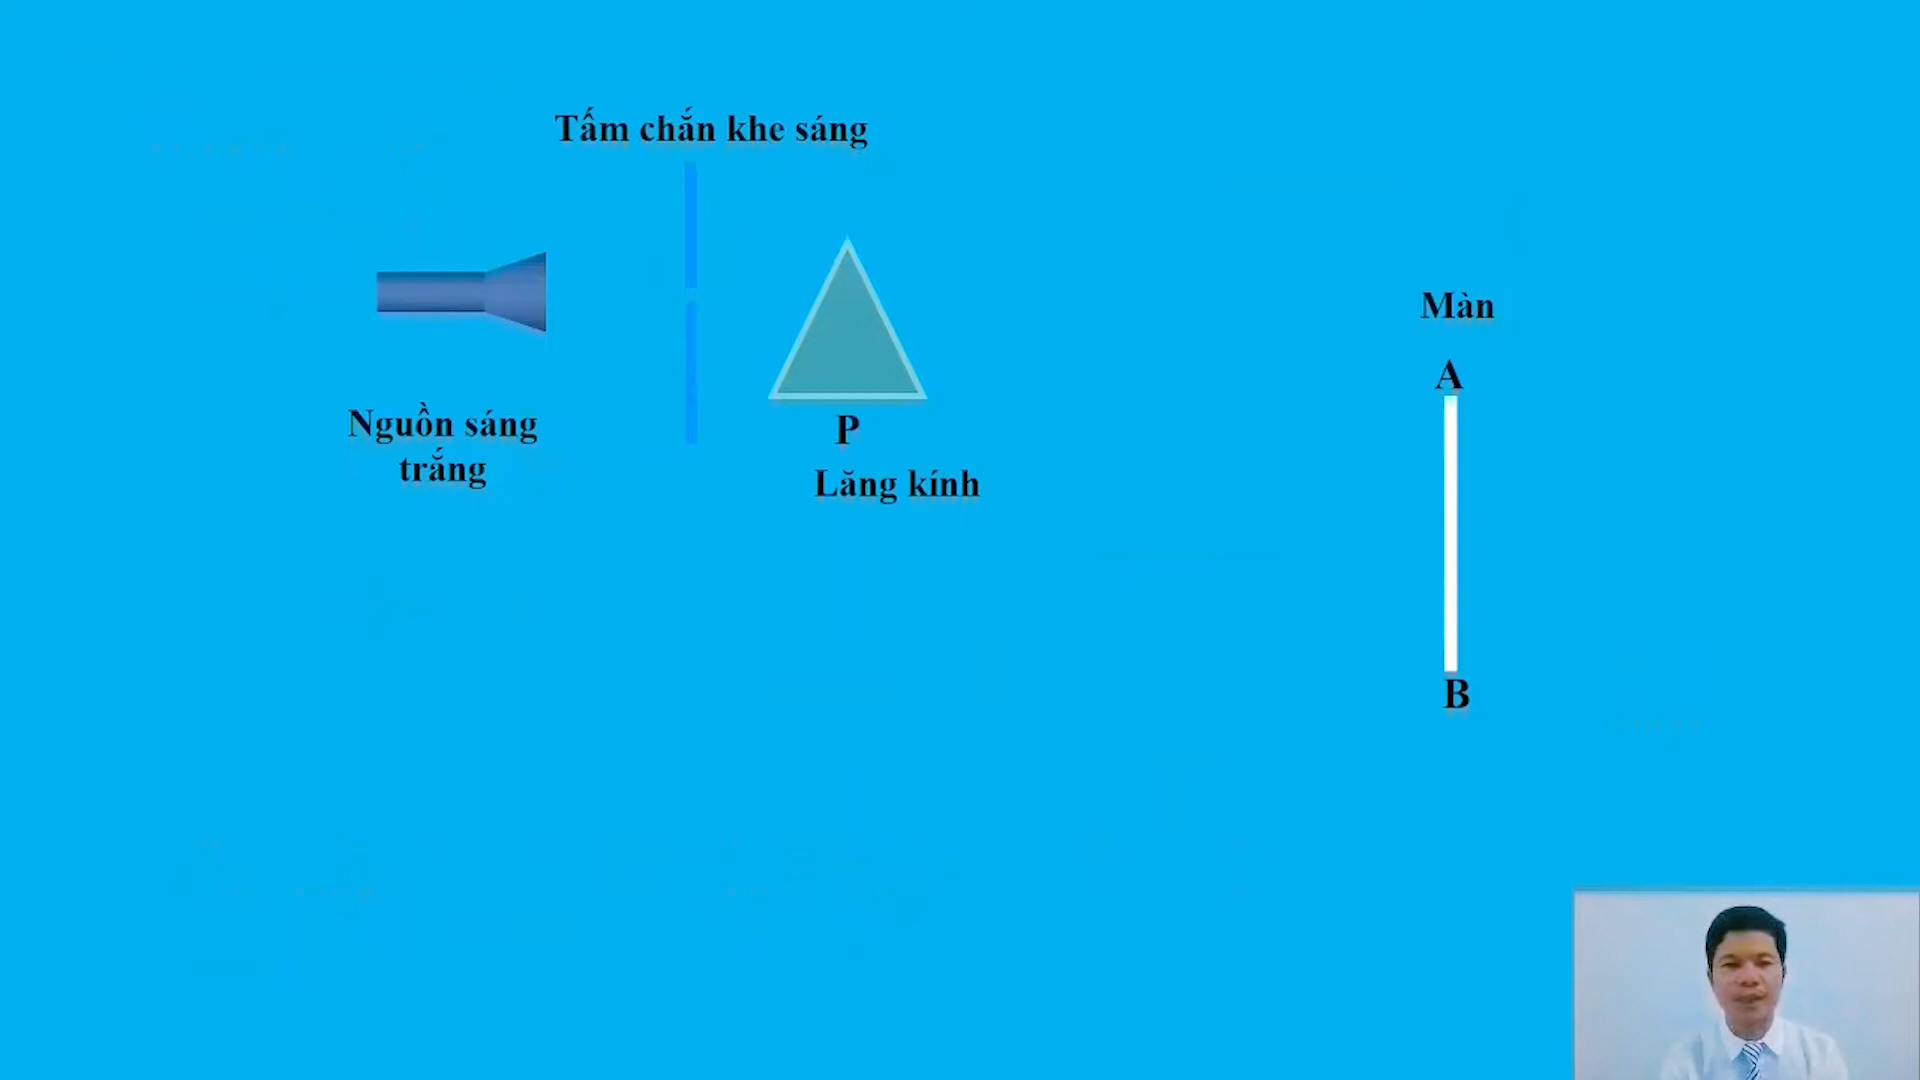 Tấm chắn khe sáng
Màn
A
Nguồn sáng
trắng
P
Lăng kính
B